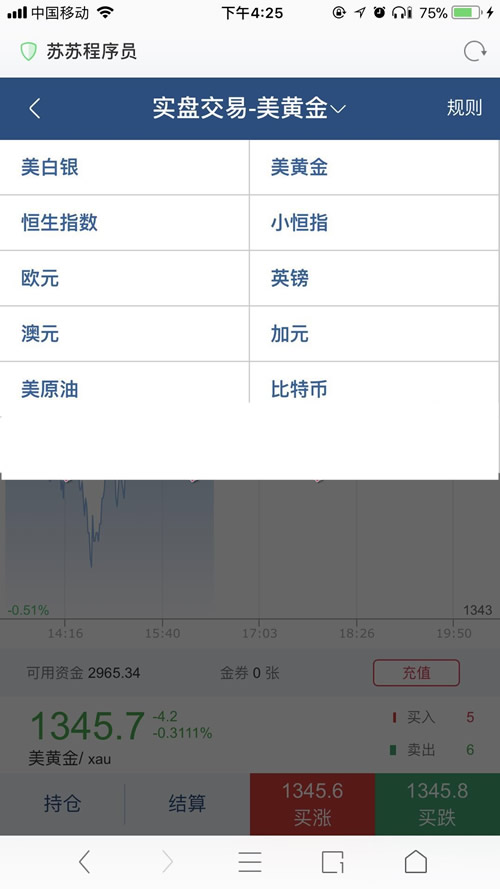 中国移动 下午4:25 75%
苏苏程序员
实盘交易-美黄金 规则
美白银 美黄金
恒生指数 小恒指
欧元 英镑
澳元 加元
美原油 比特币
-0.51% 1343
14:16 15:40 17:03 18:26 19:50
可用资金 2965.34 金券 0 张 充值
1345.7 -4.2 买入 5
-0.3111%
美黄金/ xau 卖出 6
持仓 结算 1345.6 1345.8
买涨 买跌
1